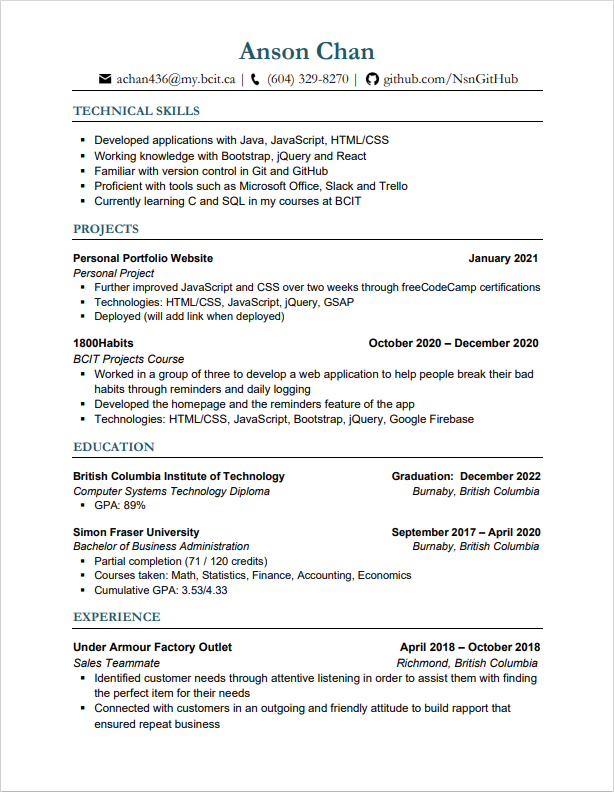 Anson Chan
achan436@my.bcit.ca | (604) 329-8270 | github.com/NsnGitHub
TECHNICAL SKILLS
▪ Developed applications with Java, JavaScript, HTML/CSS
▪ Working knowledge with Bootstrap, jQuery and React
▪ Familiar with version control in Git and GitHub
▪ Proficient with tools such as Microsoft Office, Slack and Trello
▪ Currently learning C and SQL in my courses at BCIT
PROJECTS
Personal Portfolio Website January 2021
Personal Project
▪ Further improved JavaScript and CSS over two weeks through freeCodeCamp certifications
▪ Technologies: HTML/CSS, JavaScript, jQuery, GSAP
▪ Deployed (will add link when deployed)
1800Habits October 2020 – December 2020
BCIT Projects Course
▪ Worked in a group of three to develop a web application to help people break their bad
habits through reminders and daily logging
▪ Developed the homepage and the reminders feature of the app
▪ Technologies: HTML/CSS, JavaScript, Bootstrap, jQuery, Google Firebase
EDUCATION
British Columbia Institute of Technology Graduation: December 2022
Computer Systems Technology Diploma Burnaby, British Columbia
▪ GPA: 89%
Simon Fraser University September 2017 – April 2020
Bachelor of Business Administration Burnaby, British Columbia
▪ Partial completion (71 / 120 credits)
▪ Courses taken: Math, Statistics, Finance, Accounting, Economics
▪ Cumulative GPA: 3.53/4.33
EXPERIENCE
Under Armour Factory Outlet April 2018 – October 2018
Sales Teammate Richmond, British Columbia
▪ Identified customer needs through attentive listening in order to assist them with finding
the perfect item for their needs
▪ Connected with customers in an outgoing and friendly attitude to build rapport that
ensured repeat business